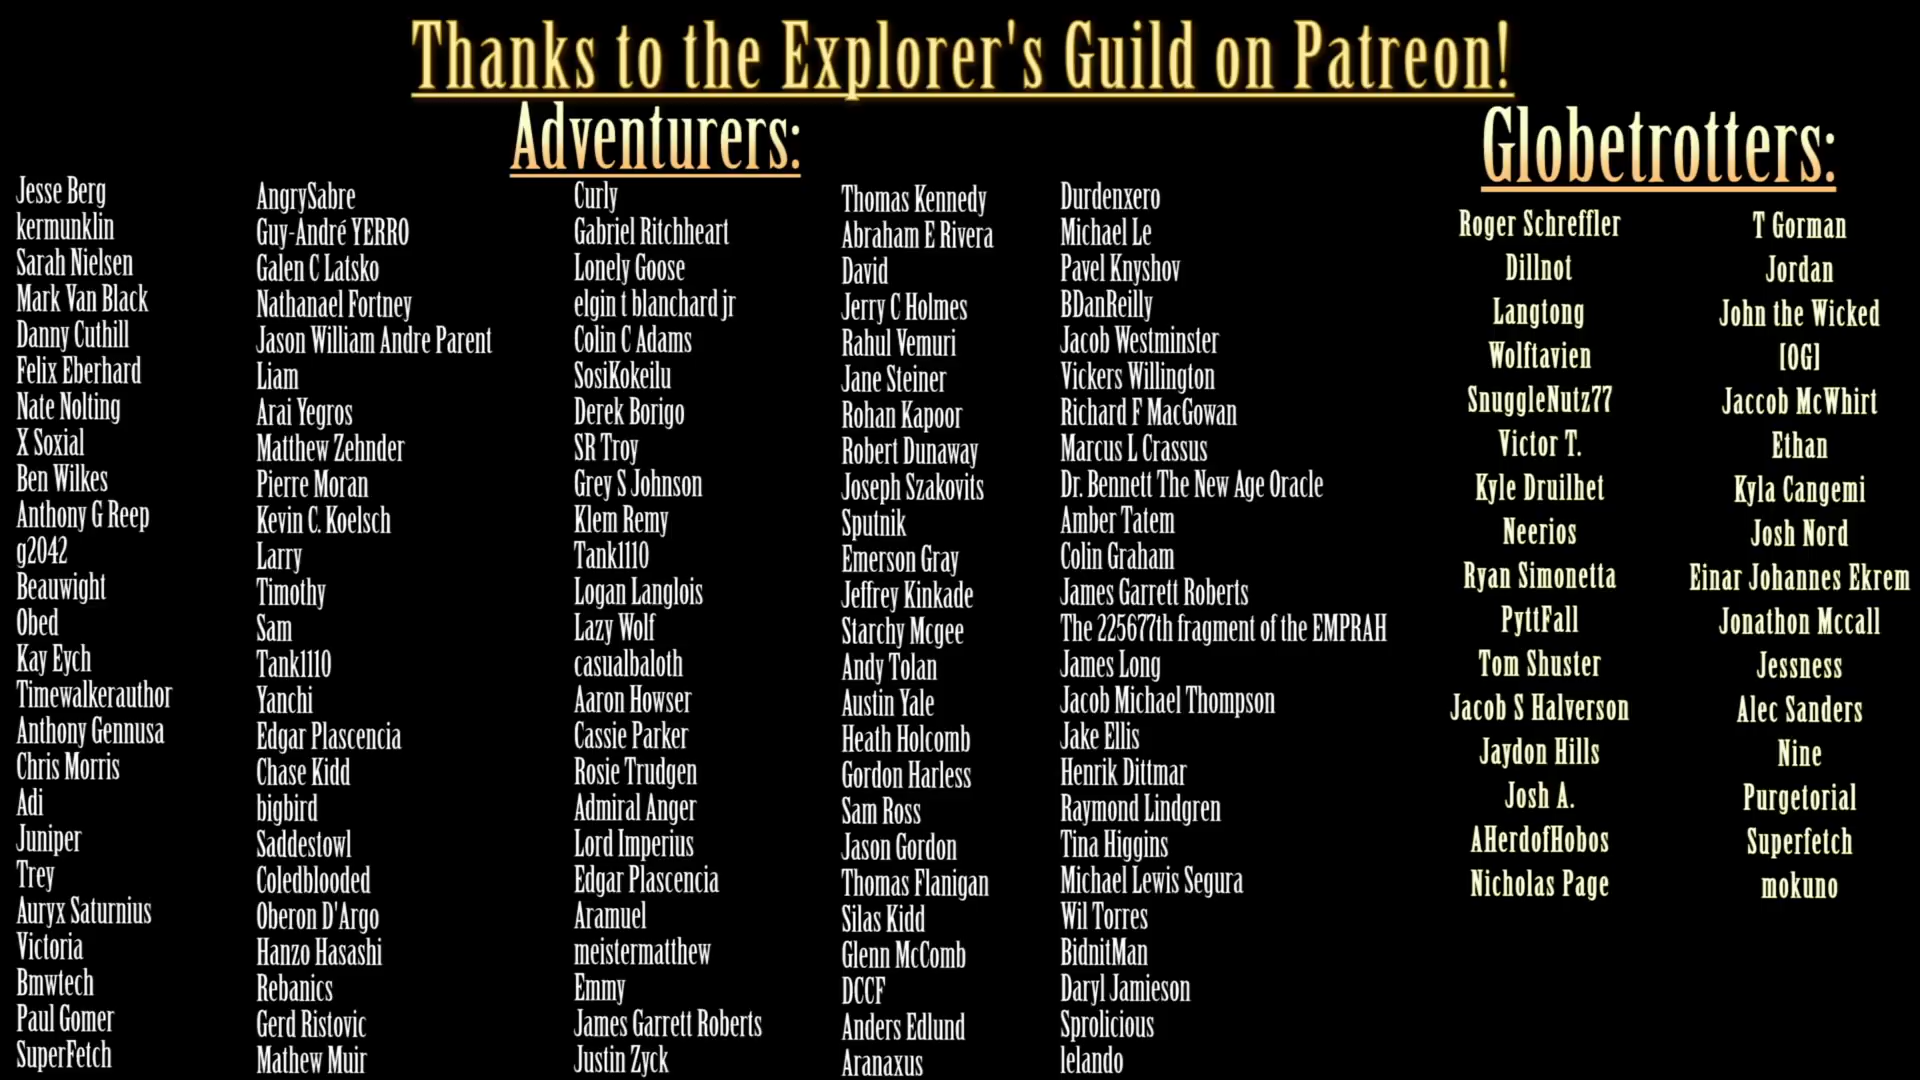 Thanks to the Explorer's Guild on Patreon!
Adventurers:
Jesse Berg
kermunklin
Sarah Nielsen
Mark Van Black
Danny Cuthill
Felix Eberhard
Nate Nolting
X Soxial
Ben Wilkes
Anthony G Reep
g2042
Beauwight
Obed
Kay Eych
Timewalkerauthor
Anthony Gennusa
Chris Morris
Adi
Juniper
Trey
Auryx Saturnius
Victoria
Bmwtech
Paul Gomer
SuperFetch
AngrySabre
Guy-André YERRO
Galen C Latsko
Nathanael Fortney
Jason William Andre Parent
Liam
Arai Yegros
Matthew Zehnder
Pierre Moran
Kevin C. Koelsch
Larry
Timothy
Sam
Tank1110
Yanchi
Edgar Plascencia
Chase Kidd
bigbird
Saddestowl
Coledblooded
Oberon D'Argo
Hanzo Hasashi
Rebanics
Gerd Ristovic
Mathew Muir
Curly
Gabriel Ritchheart
Lonely Goose
elgin t blanchard jr
Colin C Adams
SosiKokeilu
Derek Borigo
SR Troy
Grey S Johnson
Klem Remy
Tank1110
Logan Langlois
Lazy Wolf
casualbaloth
Aaron Howser
Cassie Parker
Rosie Trudgen
Admiral Anger
Lord Imperius
Edgar Plascencia
Aramuel
meistermatthew
Emmy
James Garrett Roberts
Justin Zyck
Thomas Kennedy
Abraham E Rivera
David
Jerry C Holmes
Rahul Vemuri
Jane Steiner
Rohan Kapoor
Robert Dunaway
Joseph Szakovits
Sputnik
Emerson Gray
Jeffrey Kinkade
Starchy Mcgee
Andy Tolan
Austin Yale
Heath Holcomb
Gordon Harless
Sam Ross
Jason Gordon
Thomas Flanigan
Silas Kidd
Glenn McComb
DCCF
Anders Edlund
Aranaxus
Durdenxero
Michael Le
Pavel Knyshov
BDanReilly
Jacob Westminster
Vickers Willington
Richard F MacGowan
Marcus L Crassus
Dr. Bennett The New Age Oracle
Amber Tatem
Colin Graham
James Garrett Roberts
The 225677th fragment of the EMPRAH
James Long
Jacob Michael Thompson
Jake Ellis
Henrik Dittmar
Raymond Lindgren
Tina Higgins
Michael Lewis Segura
Wil Torres
BidnitMan
Daryl Jamieson
Sprolicious
lelando
Globetrotters:
Roger Schreffler
Dillnot
Langtong
Wolftavien
SnuggleNutz77
Victor T.
Kyle Druilhet
Neerios
Ryan Simonetta
PyttFall
Tom Shuster
Jacob S Halverson
Jaydon Hills
Josh A.
AHerdofHobos
Nicholas Page
T Gorman
Jordan
John the Wicked
[OG]
Jaccob McWhirt
Ethan
Kyla Cangemi
Josh Nord
Einar Johannes Ekrem
Jonathon Mccall
Jessness
Alec Sanders
Nine
Purgetorial
Superfetch
mokuno